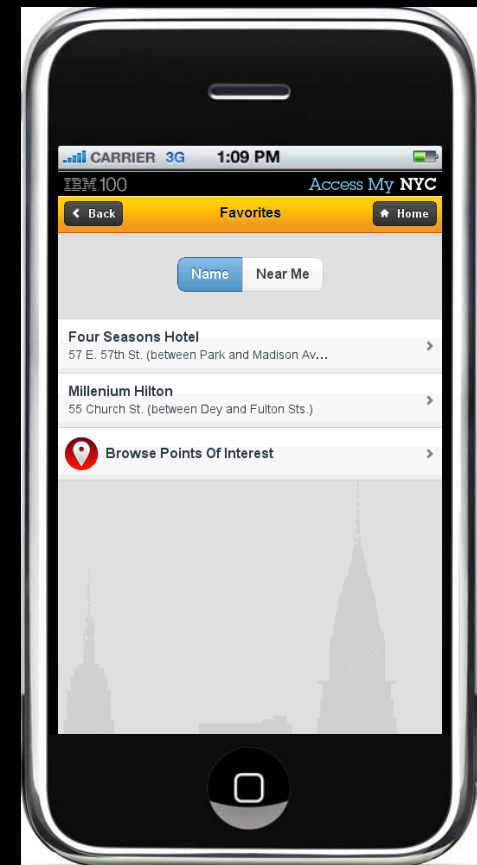 CARRIER 3G 1:09 PM
IBM 100 Access My NYC
Back Favorites Home
Name Near Me
Four Seasons Hotel
57 E. 57th St. (between Park and Madison Av...
Millenium Hilton
55 Church St. (between Dey and Fulton Sts.)
Browse Points Of Interest